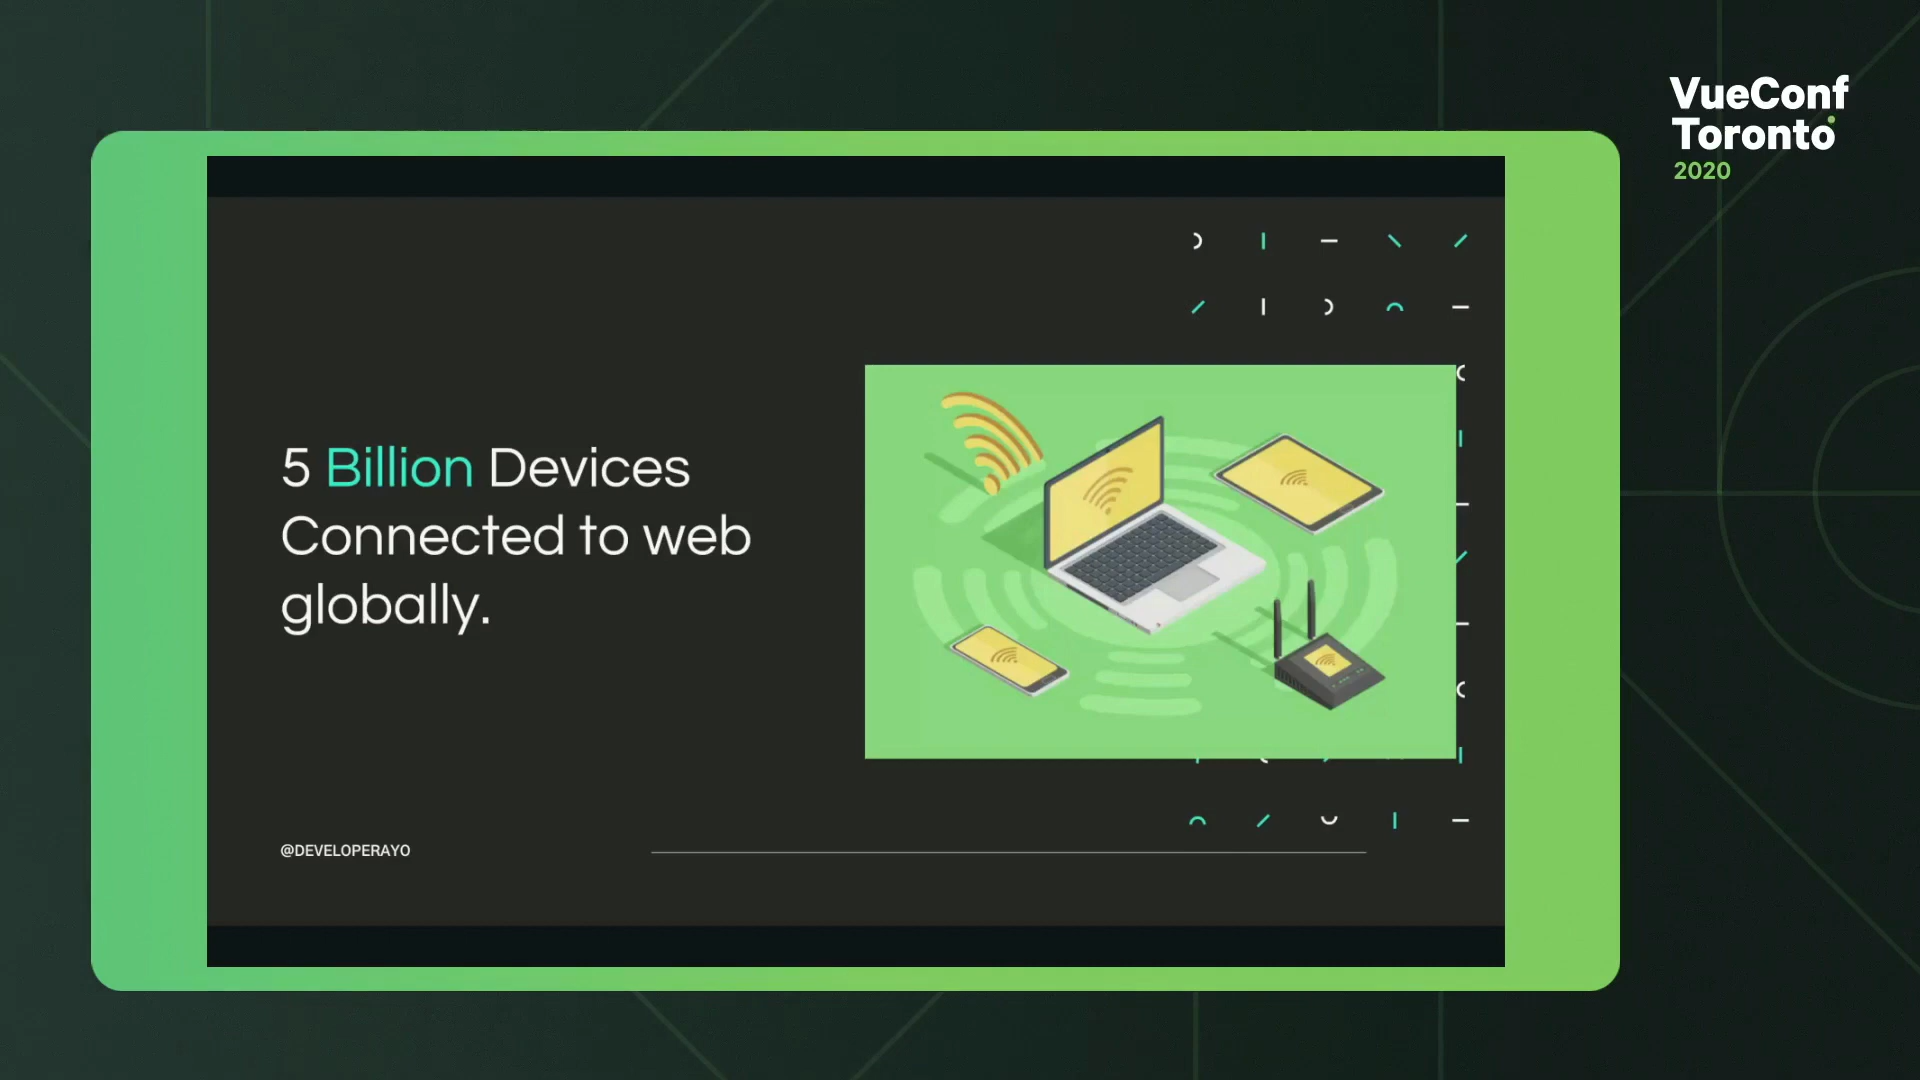 VueConf
Toronto
2020
5 Billion Devices
Connected to web
globally.
@DEVELOPERAYO